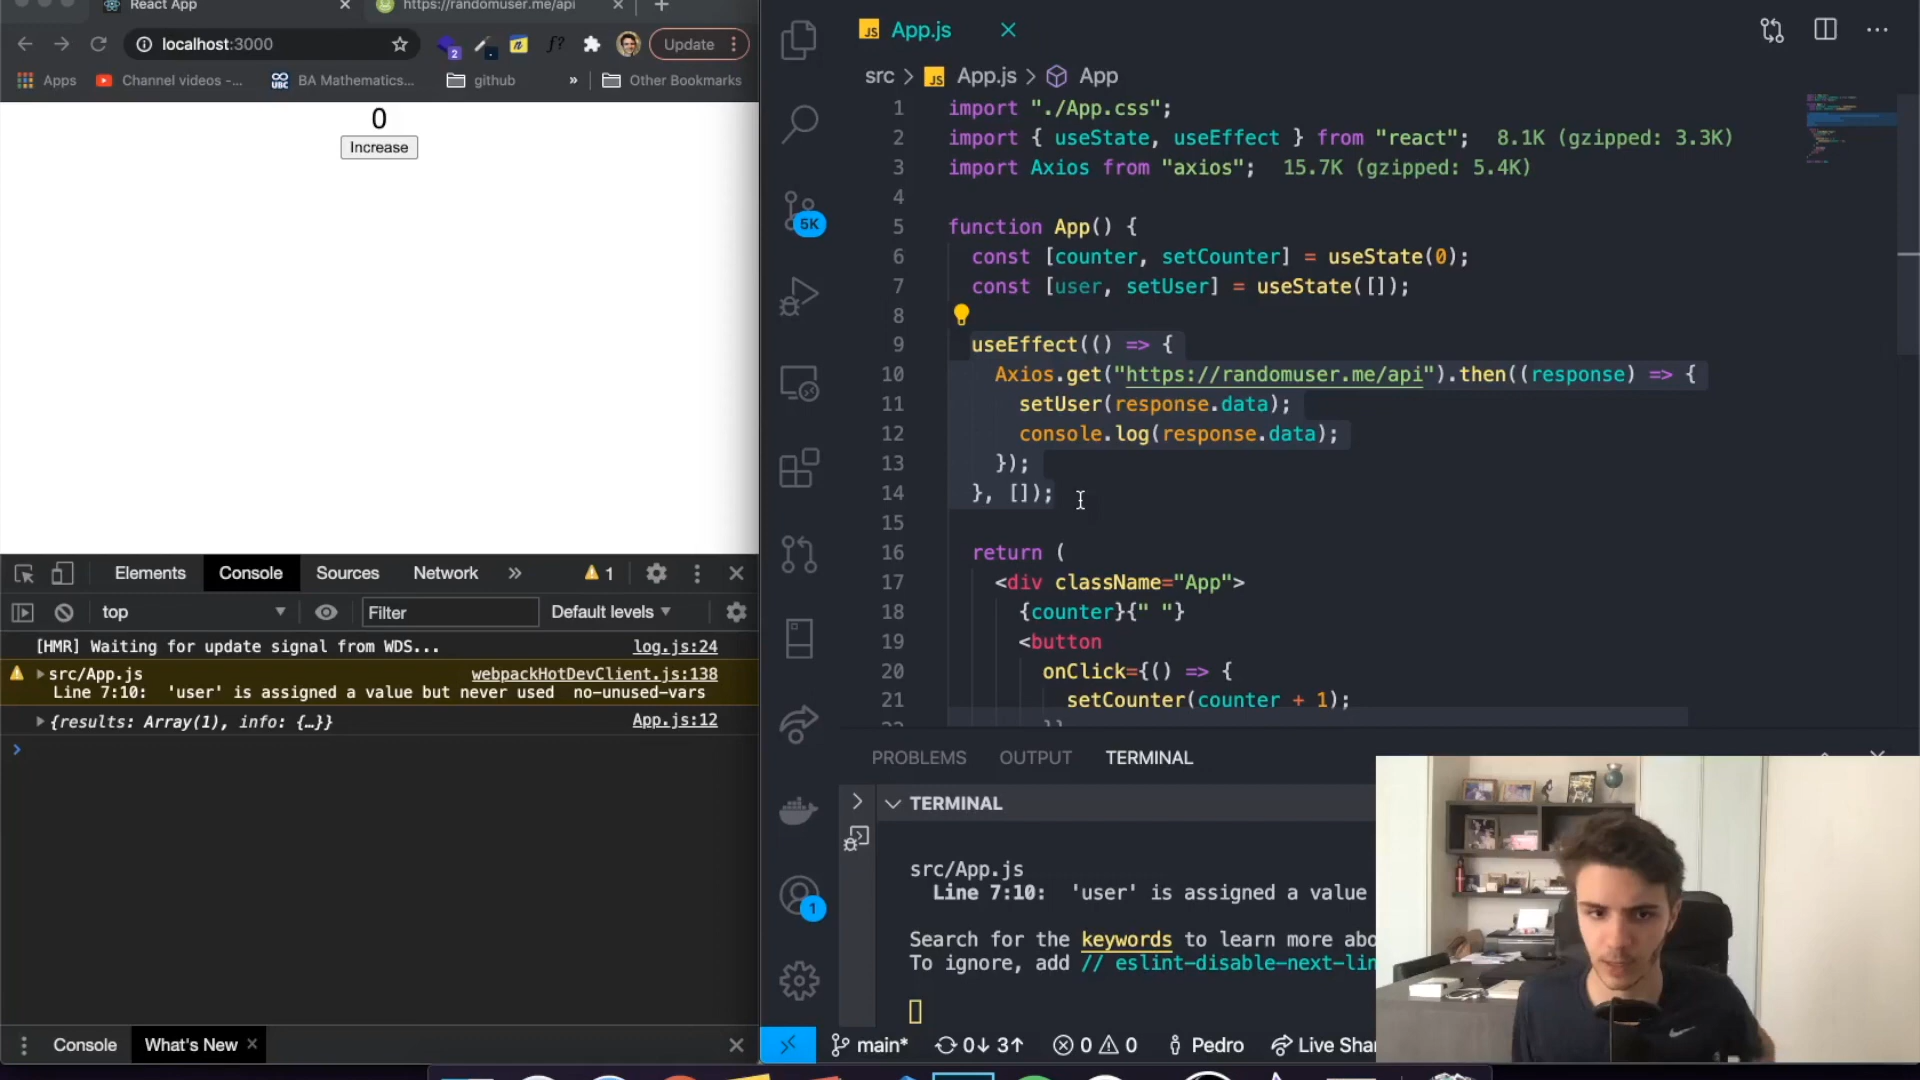 React App
https://randomuser.me/api
localhost:3000
2
f?
Update
Apps
Channel videos -...
UBC
BA Mathematics...
github
»
Other Bookmarks
0
Increase
Elements
Console
Sources
Network
»
1
top
Filter
Default levels
[HMR] Waiting for update signal from WDS... log.js:24
src/App.js webpackHotDevClient.js:138
Line 7:10: 'user' is assigned a value but never used no-unused-vars
{results: Array(1), info: {…}} App.js:12
Console
What's New
JS App.js
src > JS App.js > App
5K
1
1 import "./App.css";
2 import { useState, useEffect } from "react"; 8.1K (gzipped: 3.3K)
3 import Axios from "axios"; 15.7K (gzipped: 5.4K)
4
5 function App() {
6 const [counter, setCounter] = useState(0);
7 const [user, setUser] = useState([]);
8
9 useEffect(() => {
10 Axios.get("https://randomuser.me/api").then((response) => {
11 setUser(response.data);
12 console.log(response.data);
13 });
14 }, []);
15
16 return (
17 <div className="App">
18 {counter}{" "}
19 <button
20 onClick={() => {
21 setCounter(counter + 1);
PROBLEMS
OUTPUT
TERMINAL
TERMINAL
src/App.js
Line 7:10: 'user' is assigned a value
Search for the keywords to learn more abo
To ignore, add // eslint-disable-next-lin
main*
0↓ 3↑
0
0
Pedro
Live Shar